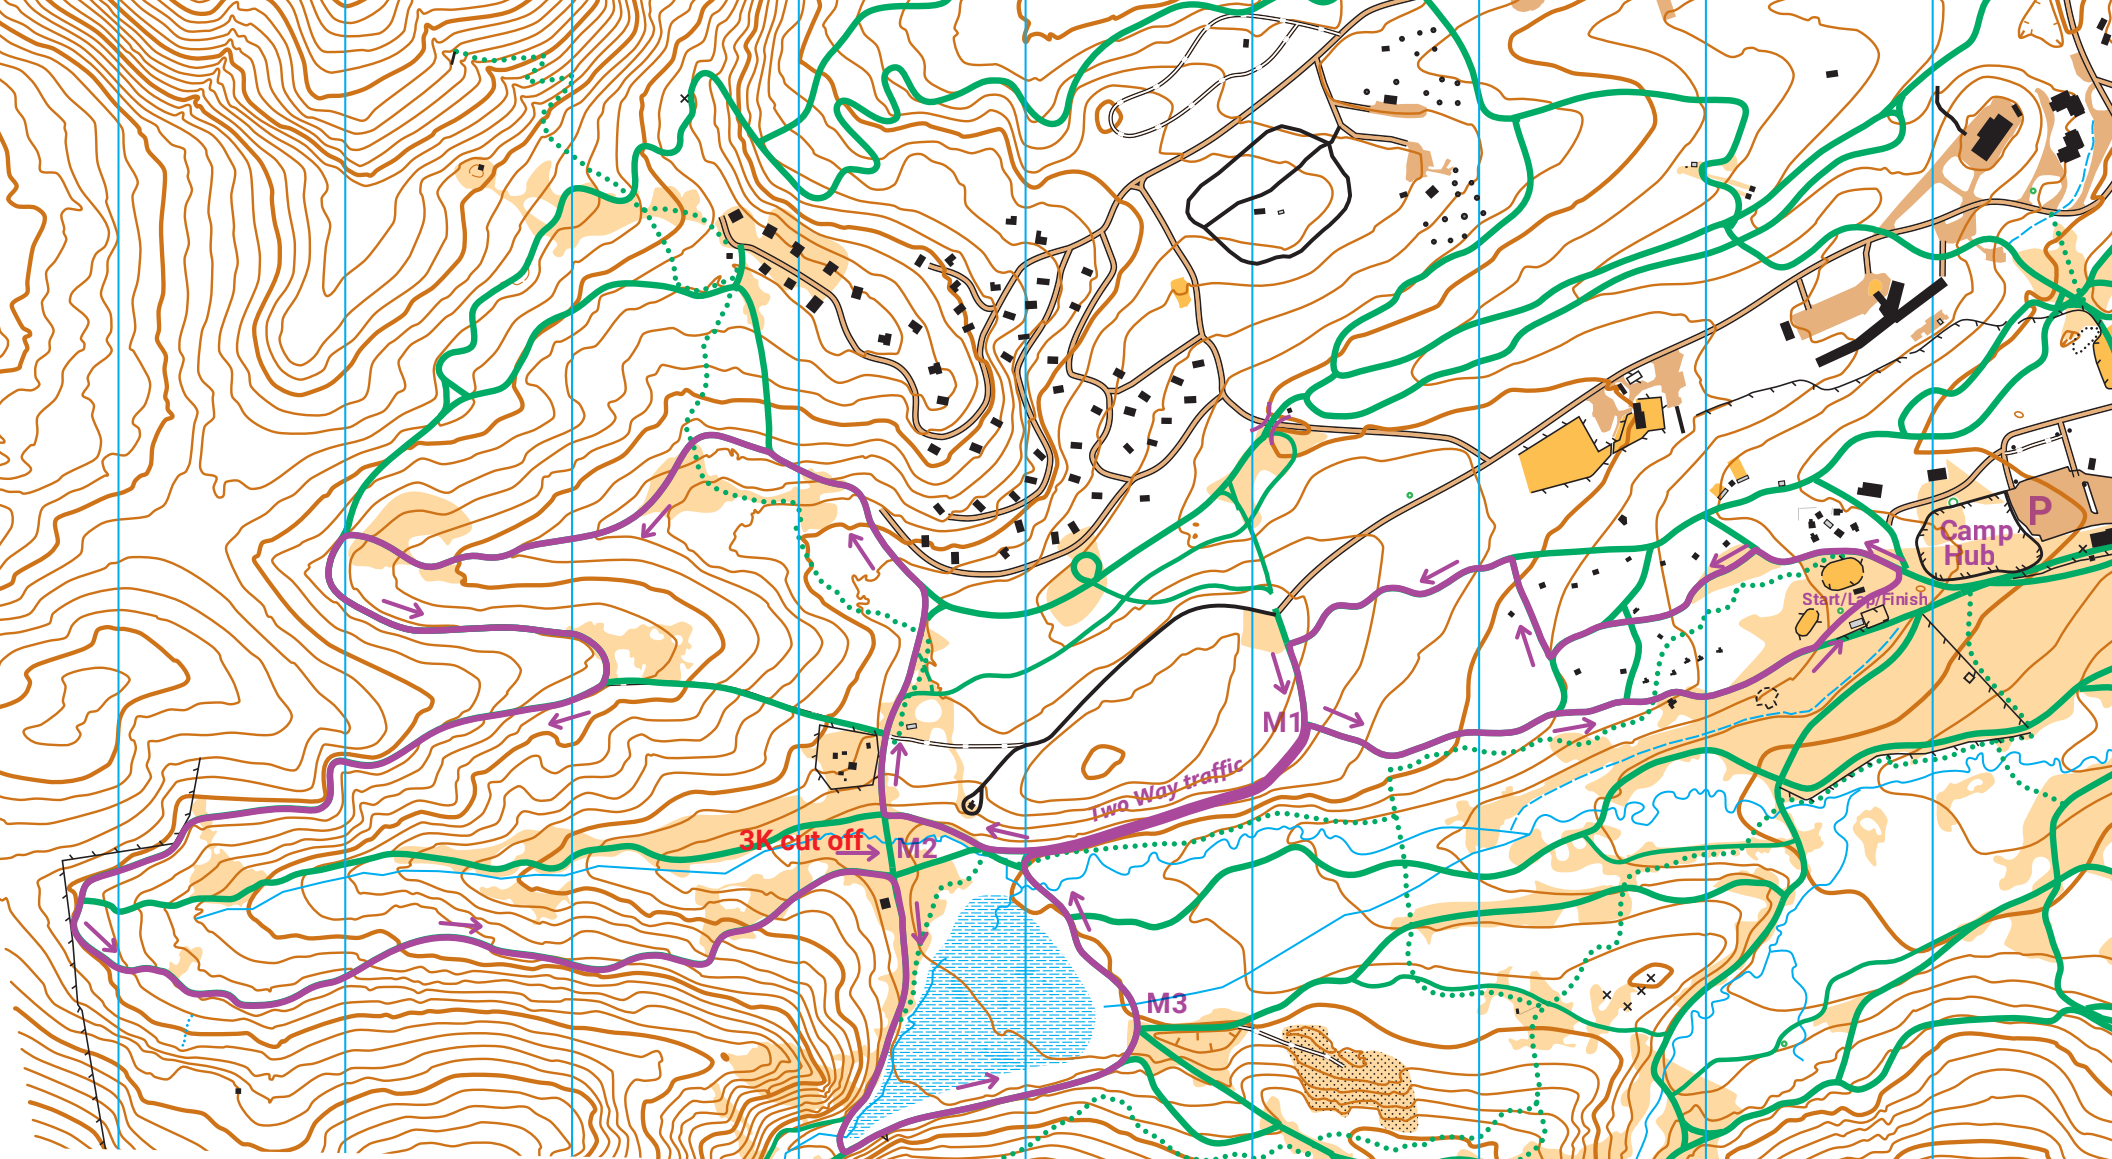 P
Camp
Hub
Start/Lap/Finish
M1
Two Way traffic
3K cut off
M2
M3